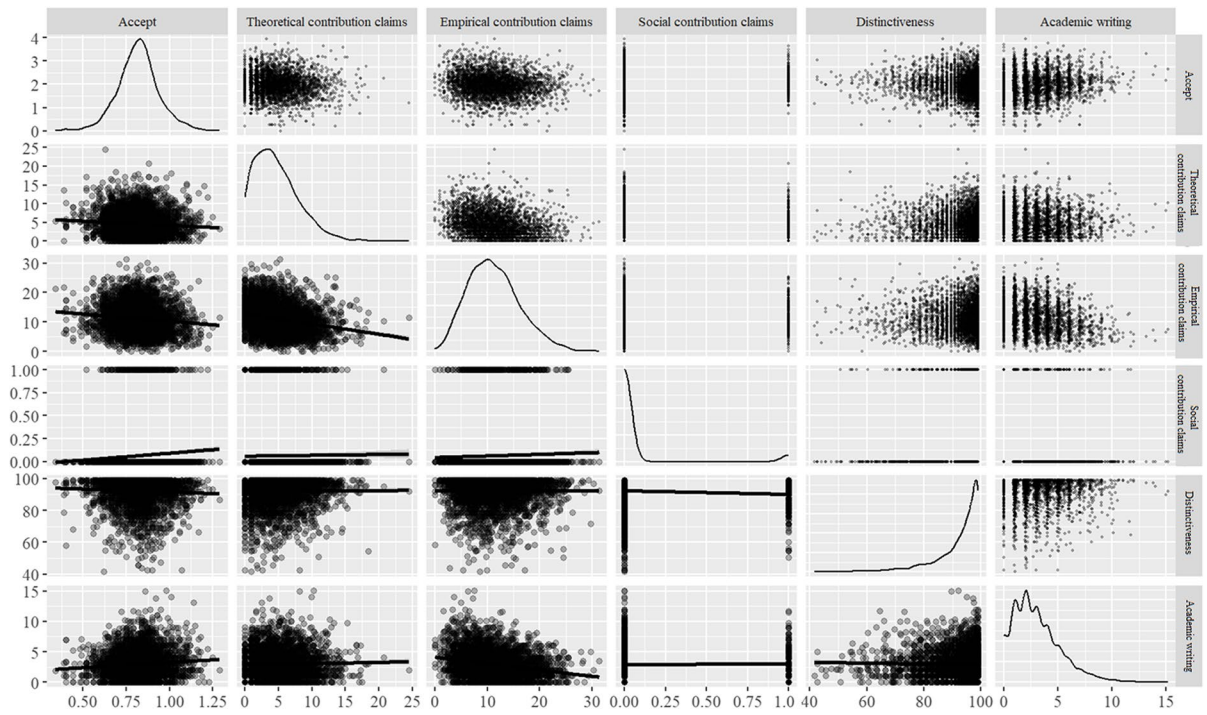 Accept Theoretical contribution claims Empirical contribution claims Social contribution claims Distinctiveness Academic writing
4
3
2
1
0
Accept
25
20
15
10
5
0
Theoretical
contribution claims
30
20
10
0
Empirical
contribution claims
1.00
0.75
0.50
0.25
0.00
Social
contribution claims
100
80
60
40
Distinctiveness
15
10
5
0
Academic writing
0.50 0.75 1.00 1.25 0 5 10 15 20 25 0 10 20 30 0.00 0.25 0.50 0.75 1.0 40 60 80 100 0 5 10 15